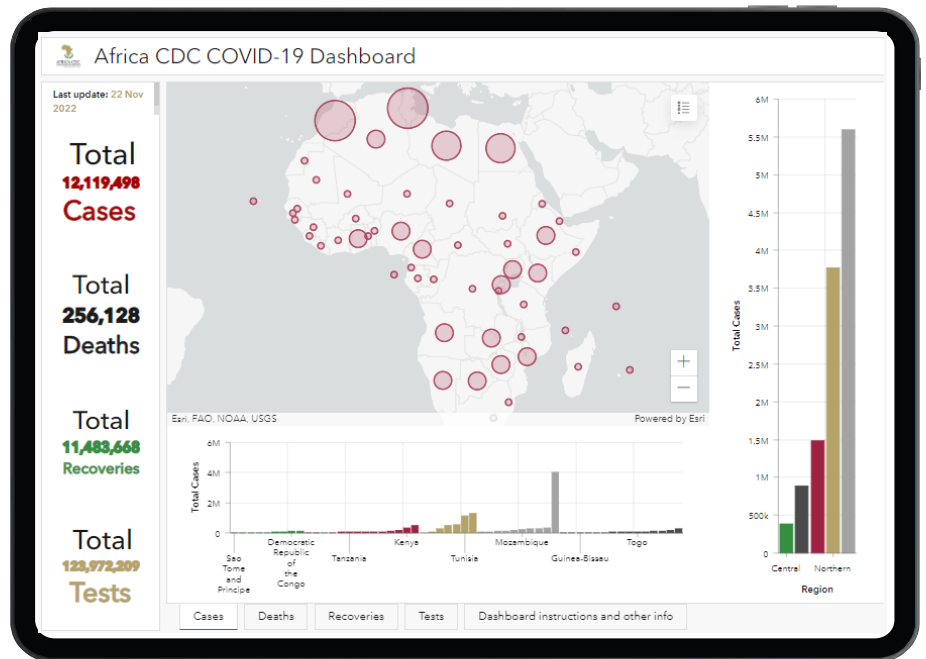 Africa CDC COVID-19 Dashboard
Last update: 22 Nov
2022
Total
12,119,498
Cases
Total
256,128
Deaths
Total
11,483,668
Recoveries
Total
123,972,209
Tests
Esri, FAO, NOAA, USGS
Powered by Esri
6M
4M
2M
0
Total Cases
Sao
Tome
and
Principe
Democratic
Republic
of
the
Congo
Tanzania
Kenya
Tunisia
Mozambique
Guinea-Bissau
Togo
6M
5.5M
5M
4.5M
4M
3.5M
3M
2.5M
2M
1.5M
1M
500k
0
Total Cases
Central
Northern
Region
Cases
Deaths
Recoveries
Tests
Dashboard instructions and other info